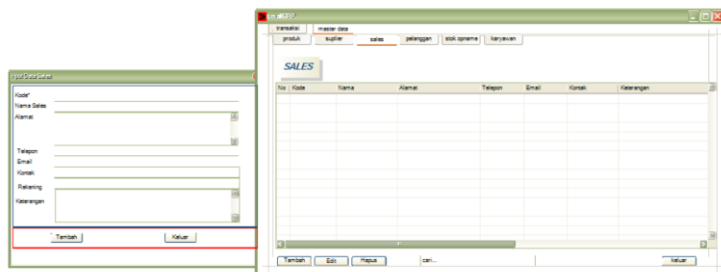 Input Data Sales
Kode*
Nama Sales
Alamat
Telepon
Email
Kontak
Rekening
Keterangan
Tambah Keluar
transaksi master data
produk suplier sales pelanggan stok opname karyawan
SALES
No Kode Nama Alamat Telepon Email Kontak Keterangan
Tambah Edit Hapus cari... keluar